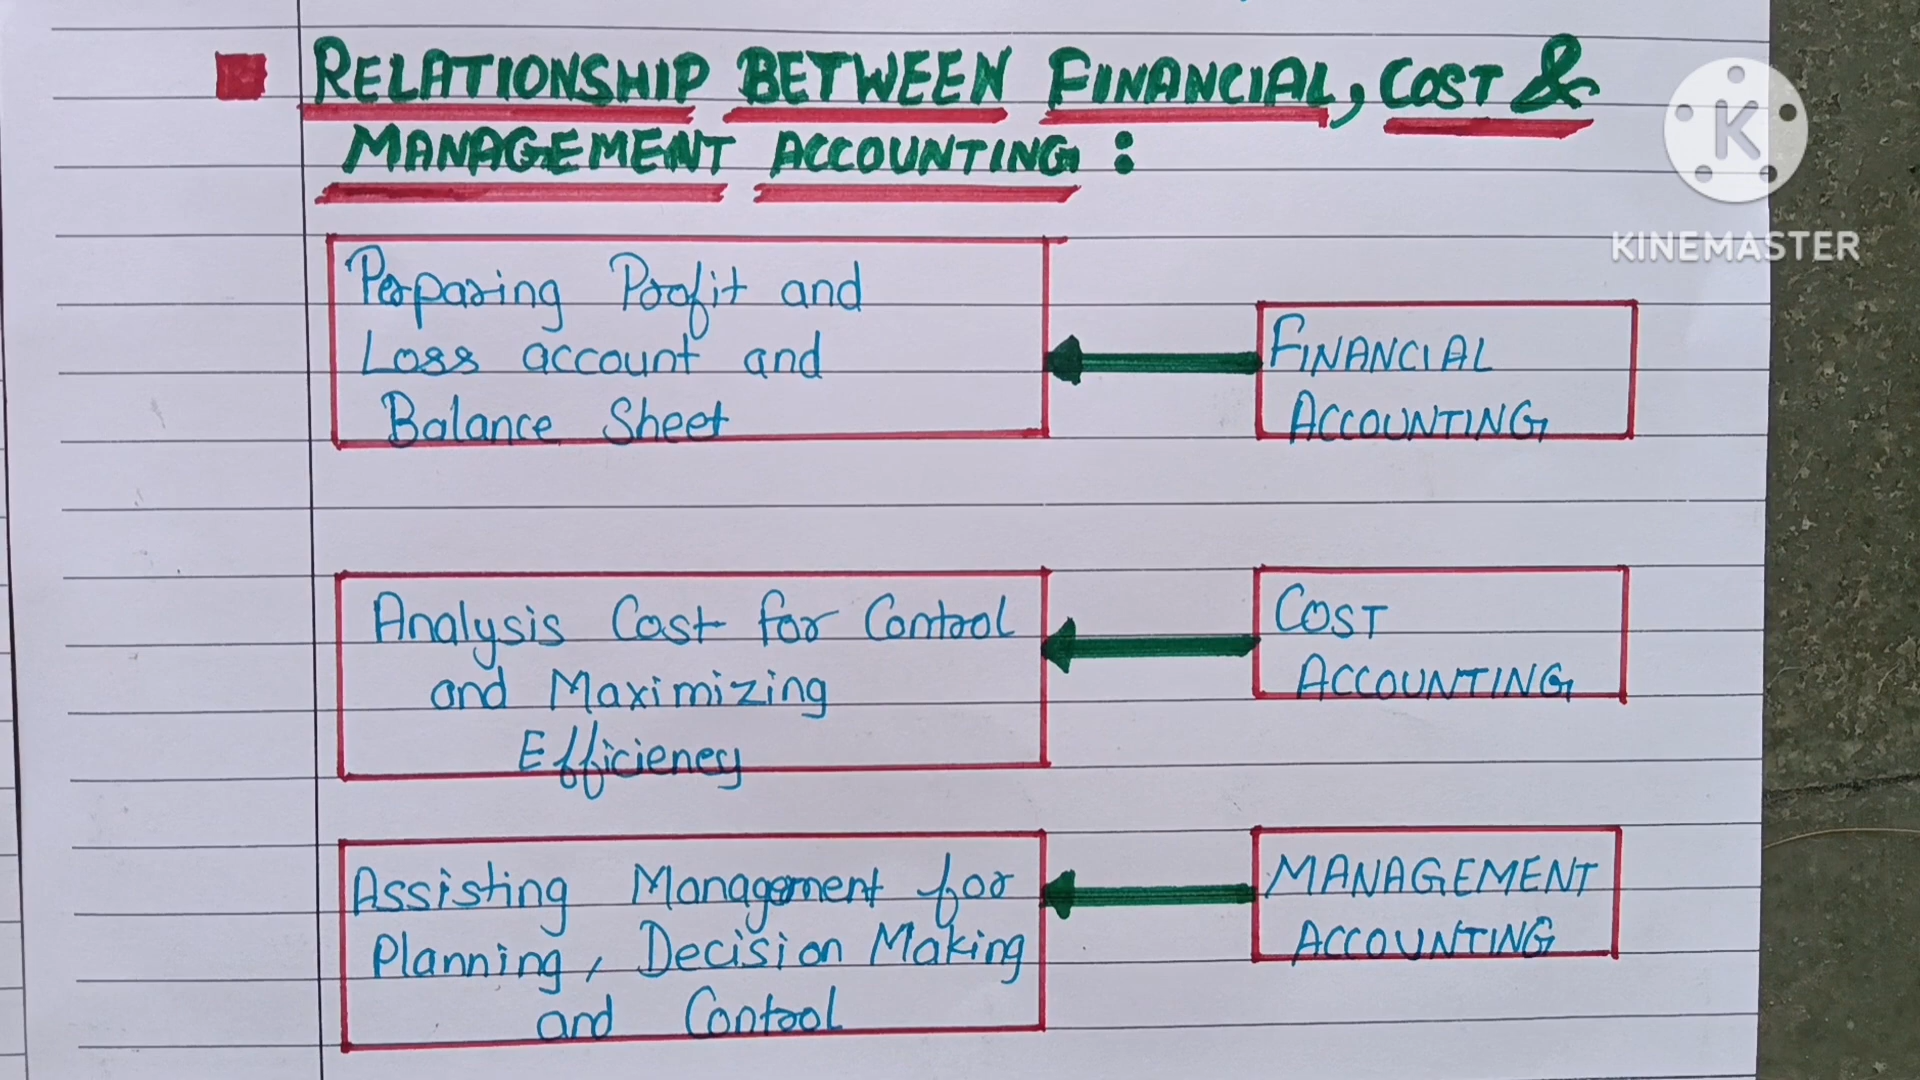 RELATIONSHIP BETWEEN FINANCIAL, COST &
MANAGEMENT ACCOUNTING :
K
KINEMASTER
Perparing Profit and
Loss account and
Balance Sheet
FINANCIAL
ACCOUNTING
Analysis Cost for Control
and Maximizing
Efficiency
COST
ACCOUNTING
Assisting Management for
Planning, Decision Making
and Control
MANAGEMENT
ACCOUNTING